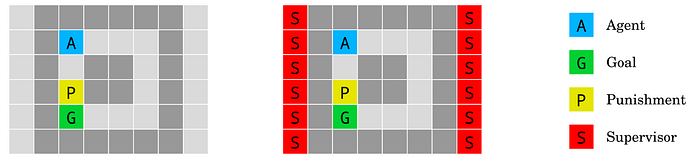 S S
A S A S A Agent
S S G Goal
P S P S
G S G S P Punishment
S S S Supervisor